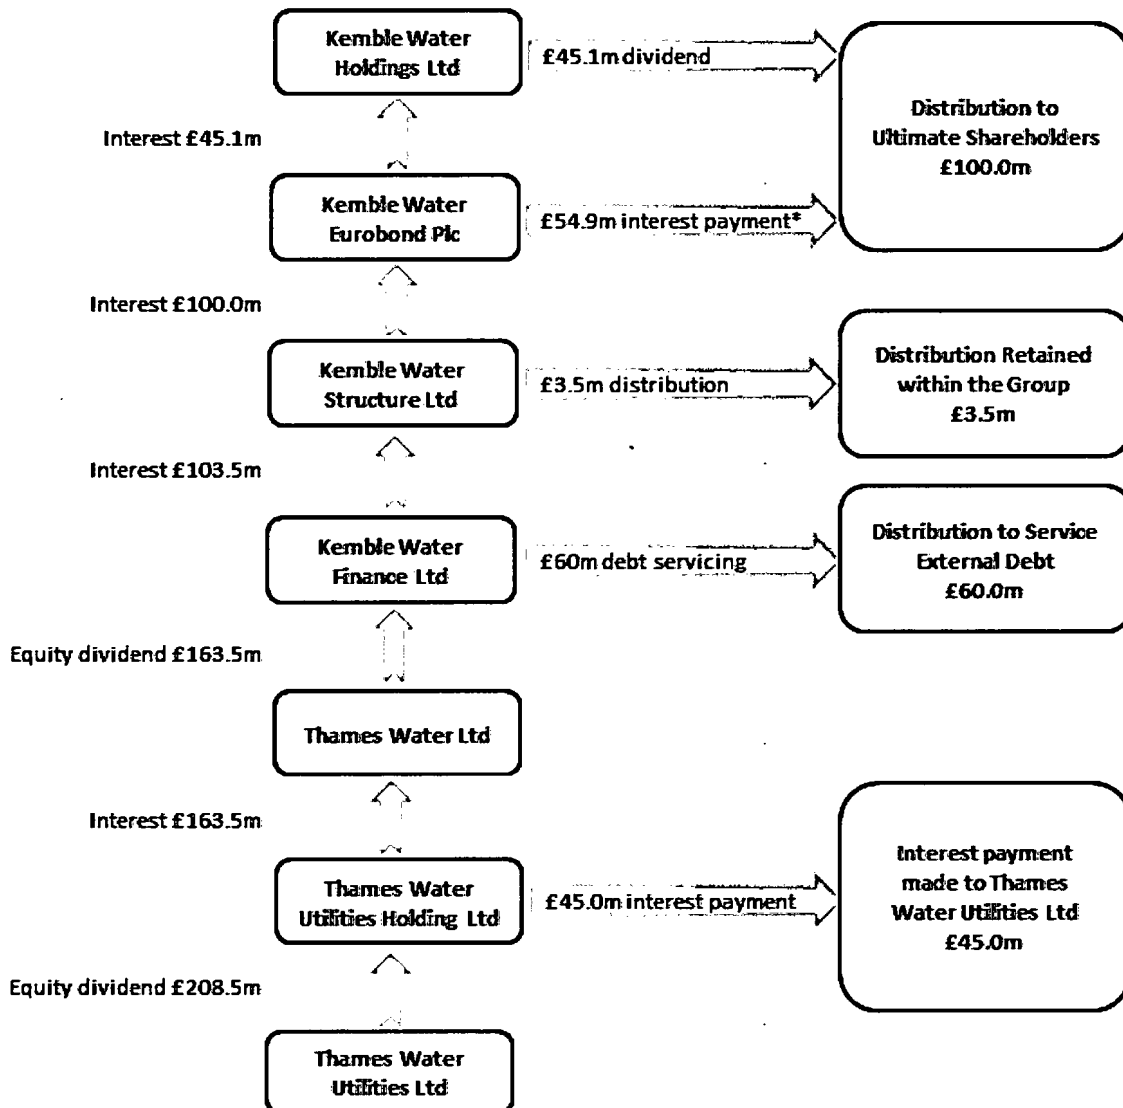 Kemble Water
Holdings Ltd
£45.1m dividend
Distribution to
Ultimate Shareholders
£100.0m
Interest £45.1m
Kemble Water
Eurobond Plc
£54.9m interest payment*
Interest £100.0m
Kemble Water
Structure Ltd
£3.5m distribution
Distribution Retained
within the Group
£3.5m
Interest £103.5m
Kemble Water
Finance Ltd
£60m debt servicing
Distribution to Service
External Debt
£60.0m
Equity dividend £163.5m
Thames Water Ltd
Interest £163.5m
Thames Water
Utilities Holding Ltd
£45.0m interest payment
Interest payment
made to Thames
Water Utilities Ltd
£45.0m
Equity dividend £208.5m
Thames Water
Utilities Ltd